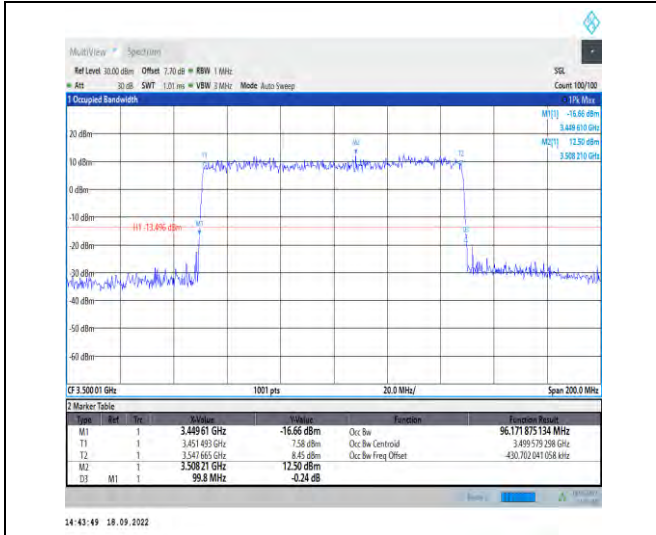 MultiView Spectrum
Ref Level 30.00 dBm Offset 7.70 dB RBW 1 MHz SGL
Att 30 dB SWT 1.01 ms VBW 3 MHz Mode Auto Sweep Count 100/100
1 Occupied Bandwidth 1Pk Max
M1[1] -16.66 dBm
3.449 610 GHz
M2[1] 12.50 dBm
3.508 210 GHz
20 dBm
M2
T1 T2
10 dBm
0 dBm
-10 dBm
H1 -13.496 dBm M1
-20 dBm
-30 dBm
-40 dBm
-50 dBm
-60 dBm
CF 3.500 01 GHz 1001 pts 20.0 MHz/ Span 200.0 MHz
2 Marker Table
Type Ref Trc X-Value Y-Value Function Function Result
M1 1 3.449 61 GHz -16.66 dBm Occ Bw 96.171 875 134 MHz
T1 1 3.451 493 GHz 7.58 dBm Occ Bw Centroid 3.499 579 298 GHz
T2 1 3.547 665 GHz 8.45 dBm Occ Bw Freq Offset -430.702 041 058 kHz
M2 1 3.508 21 GHz 12.50 dBm
D3 M1 1 99.8 MHz -0.24 dB
14:43:49 18.09.2022